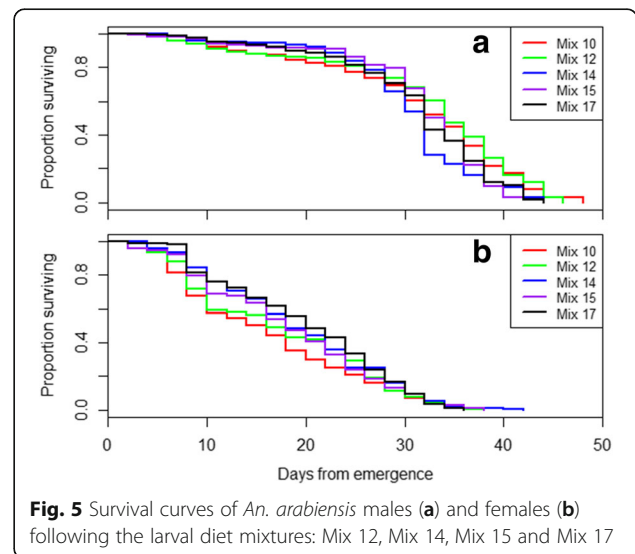 a
Mix 10
Mix 12
Mix 14
Mix 15
Mix 17
Proportion surviving
0.8
0.4
0.0
b
Mix 10
Mix 12
Mix 14
Mix 15
Mix 17
Proportion surviving
0.8
0.4
0.0
0 10 20 30 40 50
Days from emergence
Fig. 5 Survival curves of An. arabiensis males (a) and females (b)
following the larval diet mixtures: Mix 12, Mix 14, Mix 15 and Mix 17